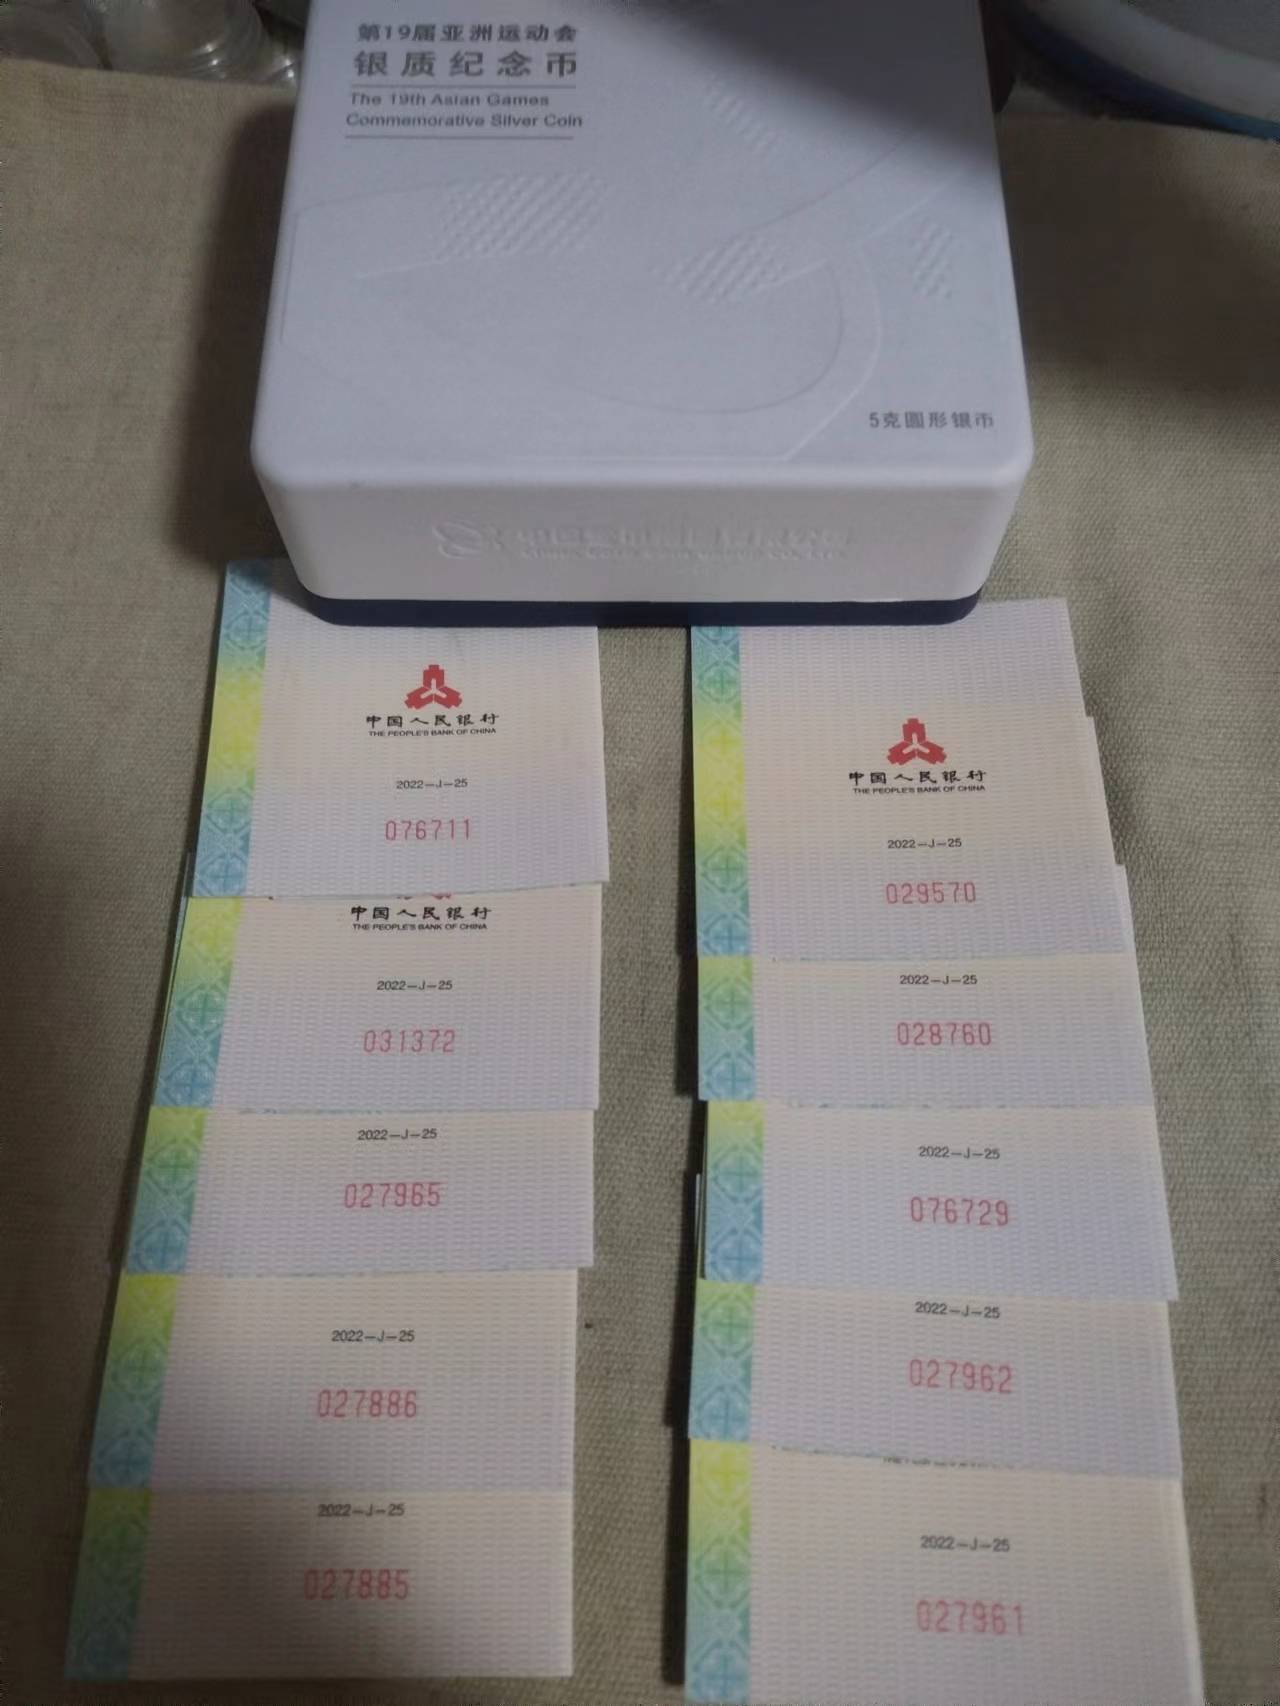 第19届亚洲运动会
银质纪念币
The 19th Asian Games
Commemorative Silver Coin
5克圆形银币
中国人民银行
THE PEOPLE'S BANK OF CHINA
2022-J-25
076711
中国人民银行
THE PEOPLE'S BANK OF CHINA
2022-J-25
031372
2022-J-25
027965
2022-J-25
027886
2022-J-25
027885
中国人民银行
THE PEOPLE'S BANK OF CHINA
2022-J-25
029570
2022-J-25
028760
2022-J-25
076729
2022-J-25
027962
2022-J-25
027961